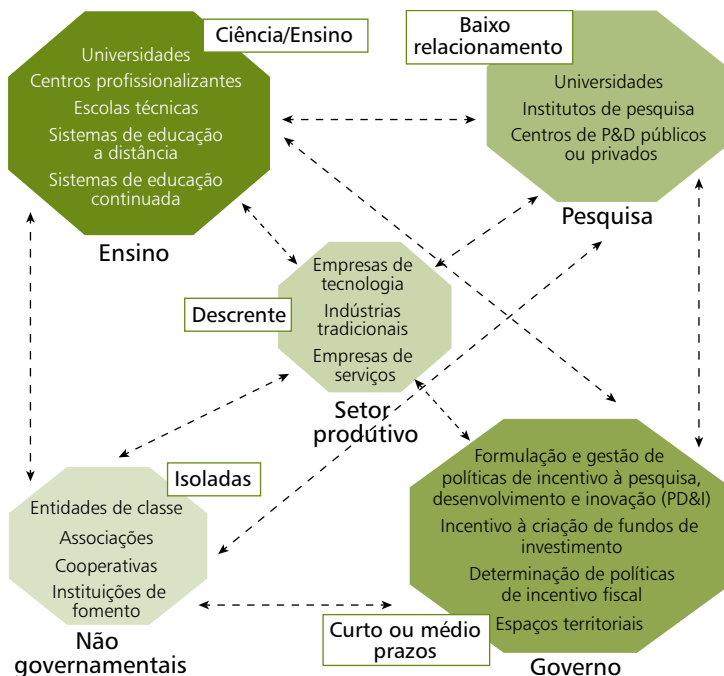 Ciência/Ensino
Universidades
Centros profissionalizantes
Escolas técnicas
Sistemas de educação
a distância
Sistemas de educação
continuada
Ensino
Baixo
relacionamento
Universidades
Institutos de pesquisa
Centros de P&D públicos
ou privados
Pesquisa
Descrente
Empresas de
tecnologia
Indústrias
tradicionais
Empresas de
serviços
Setor
produtivo
Isoladas
Entidades de classe
Associações
Cooperativas
Instituições de
fomento
Não
governamentais
Formulação e gestão de
políticas de incentivo à pesquisa,
desenvolvimento e inovação (PD&I)
Incentivo à criação de fundos de
investimento
Determinação de políticas
de incentivo fiscal
Espaços territoriais
Curto ou médio
prazos
Governo